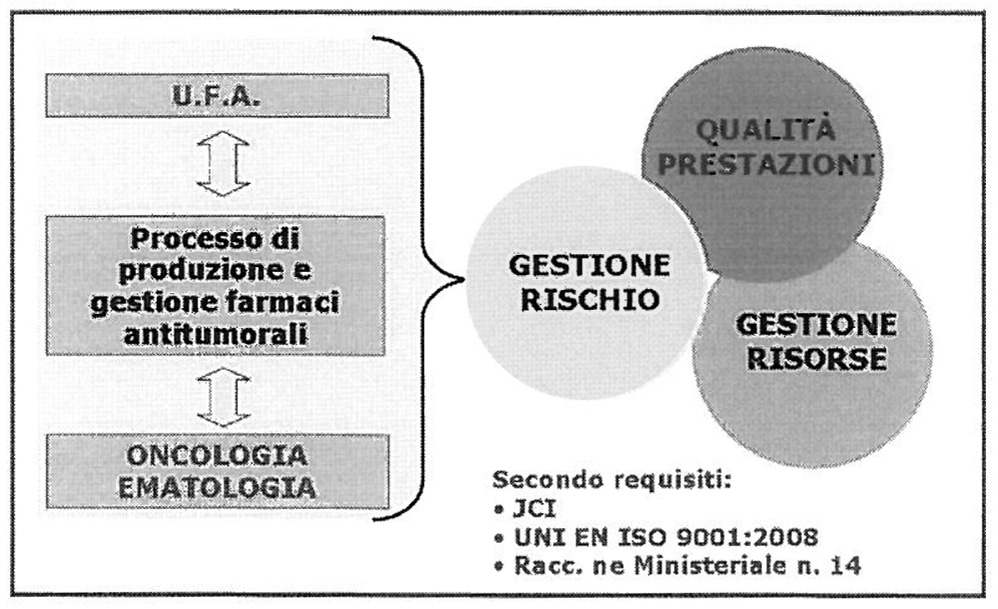 U.F.A.
Processo di
produzione e
gestione farmaci
antitumorali
ONCOLOGIA
EMATOLOGIA
QUALITÀ
PRESTAZIONI
GESTIONE
RISCHIO
GESTIONE
RISORSE
Secondo requisiti:
• JCI
• UNI EN ISO 9001:2008
• Racc. ne Ministeriale n. 14